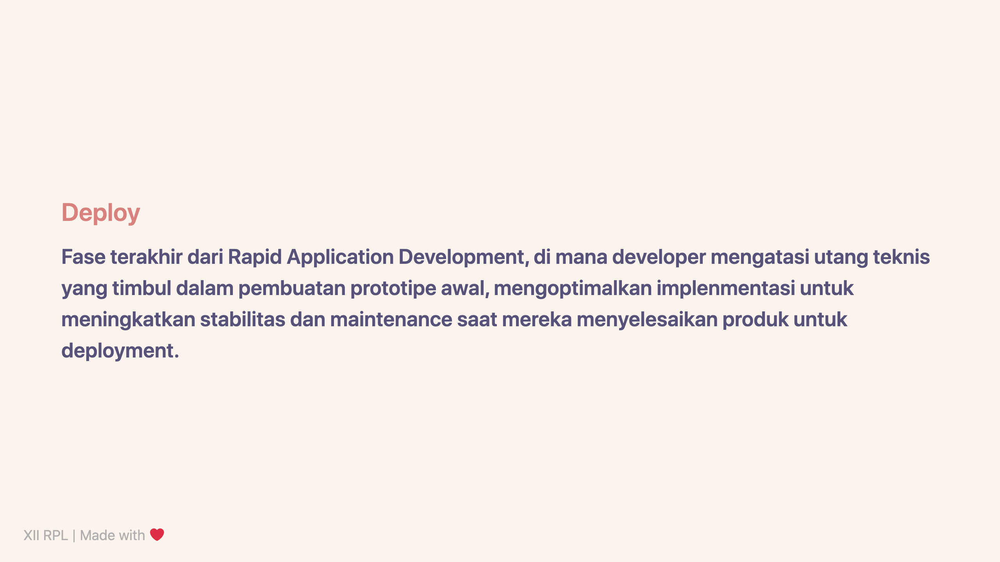 Deploy
Fase terakhir dari Rapid Application Development, di mana developer mengatasi utang teknis
yang timbul dalam pembuatan prototipe awal, mengoptimalkan implenmentasi untuk
meningkatkan stabilitas dan maintenance saat mereka menyelesaikan produk untuk
deployment.
XII RPL | Made with ❤️